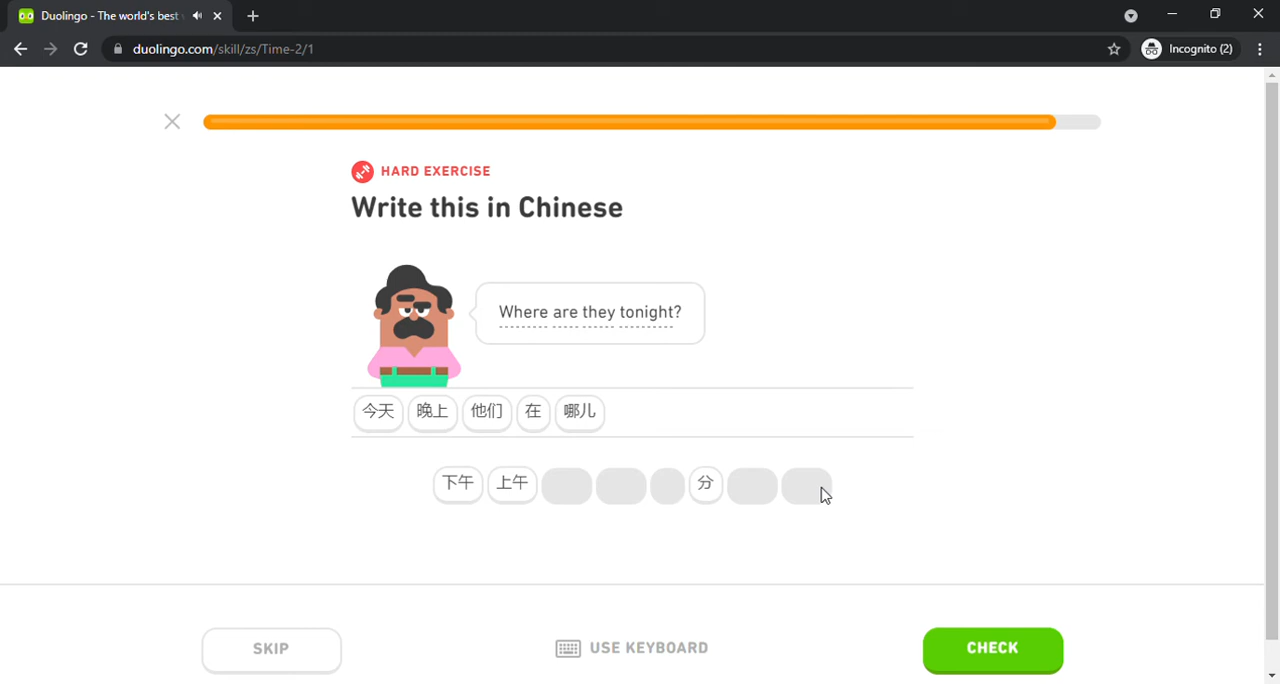 Duolingo - The world's best
duolingo.com/skill/zs/Time-2/1
Incognito (2)
HARD EXERCISE
Write this in Chinese
Where are they tonight?
今天 晚上 他们 在 哪儿
下午 上午 分
SKIP
USE KEYBOARD
CHECK